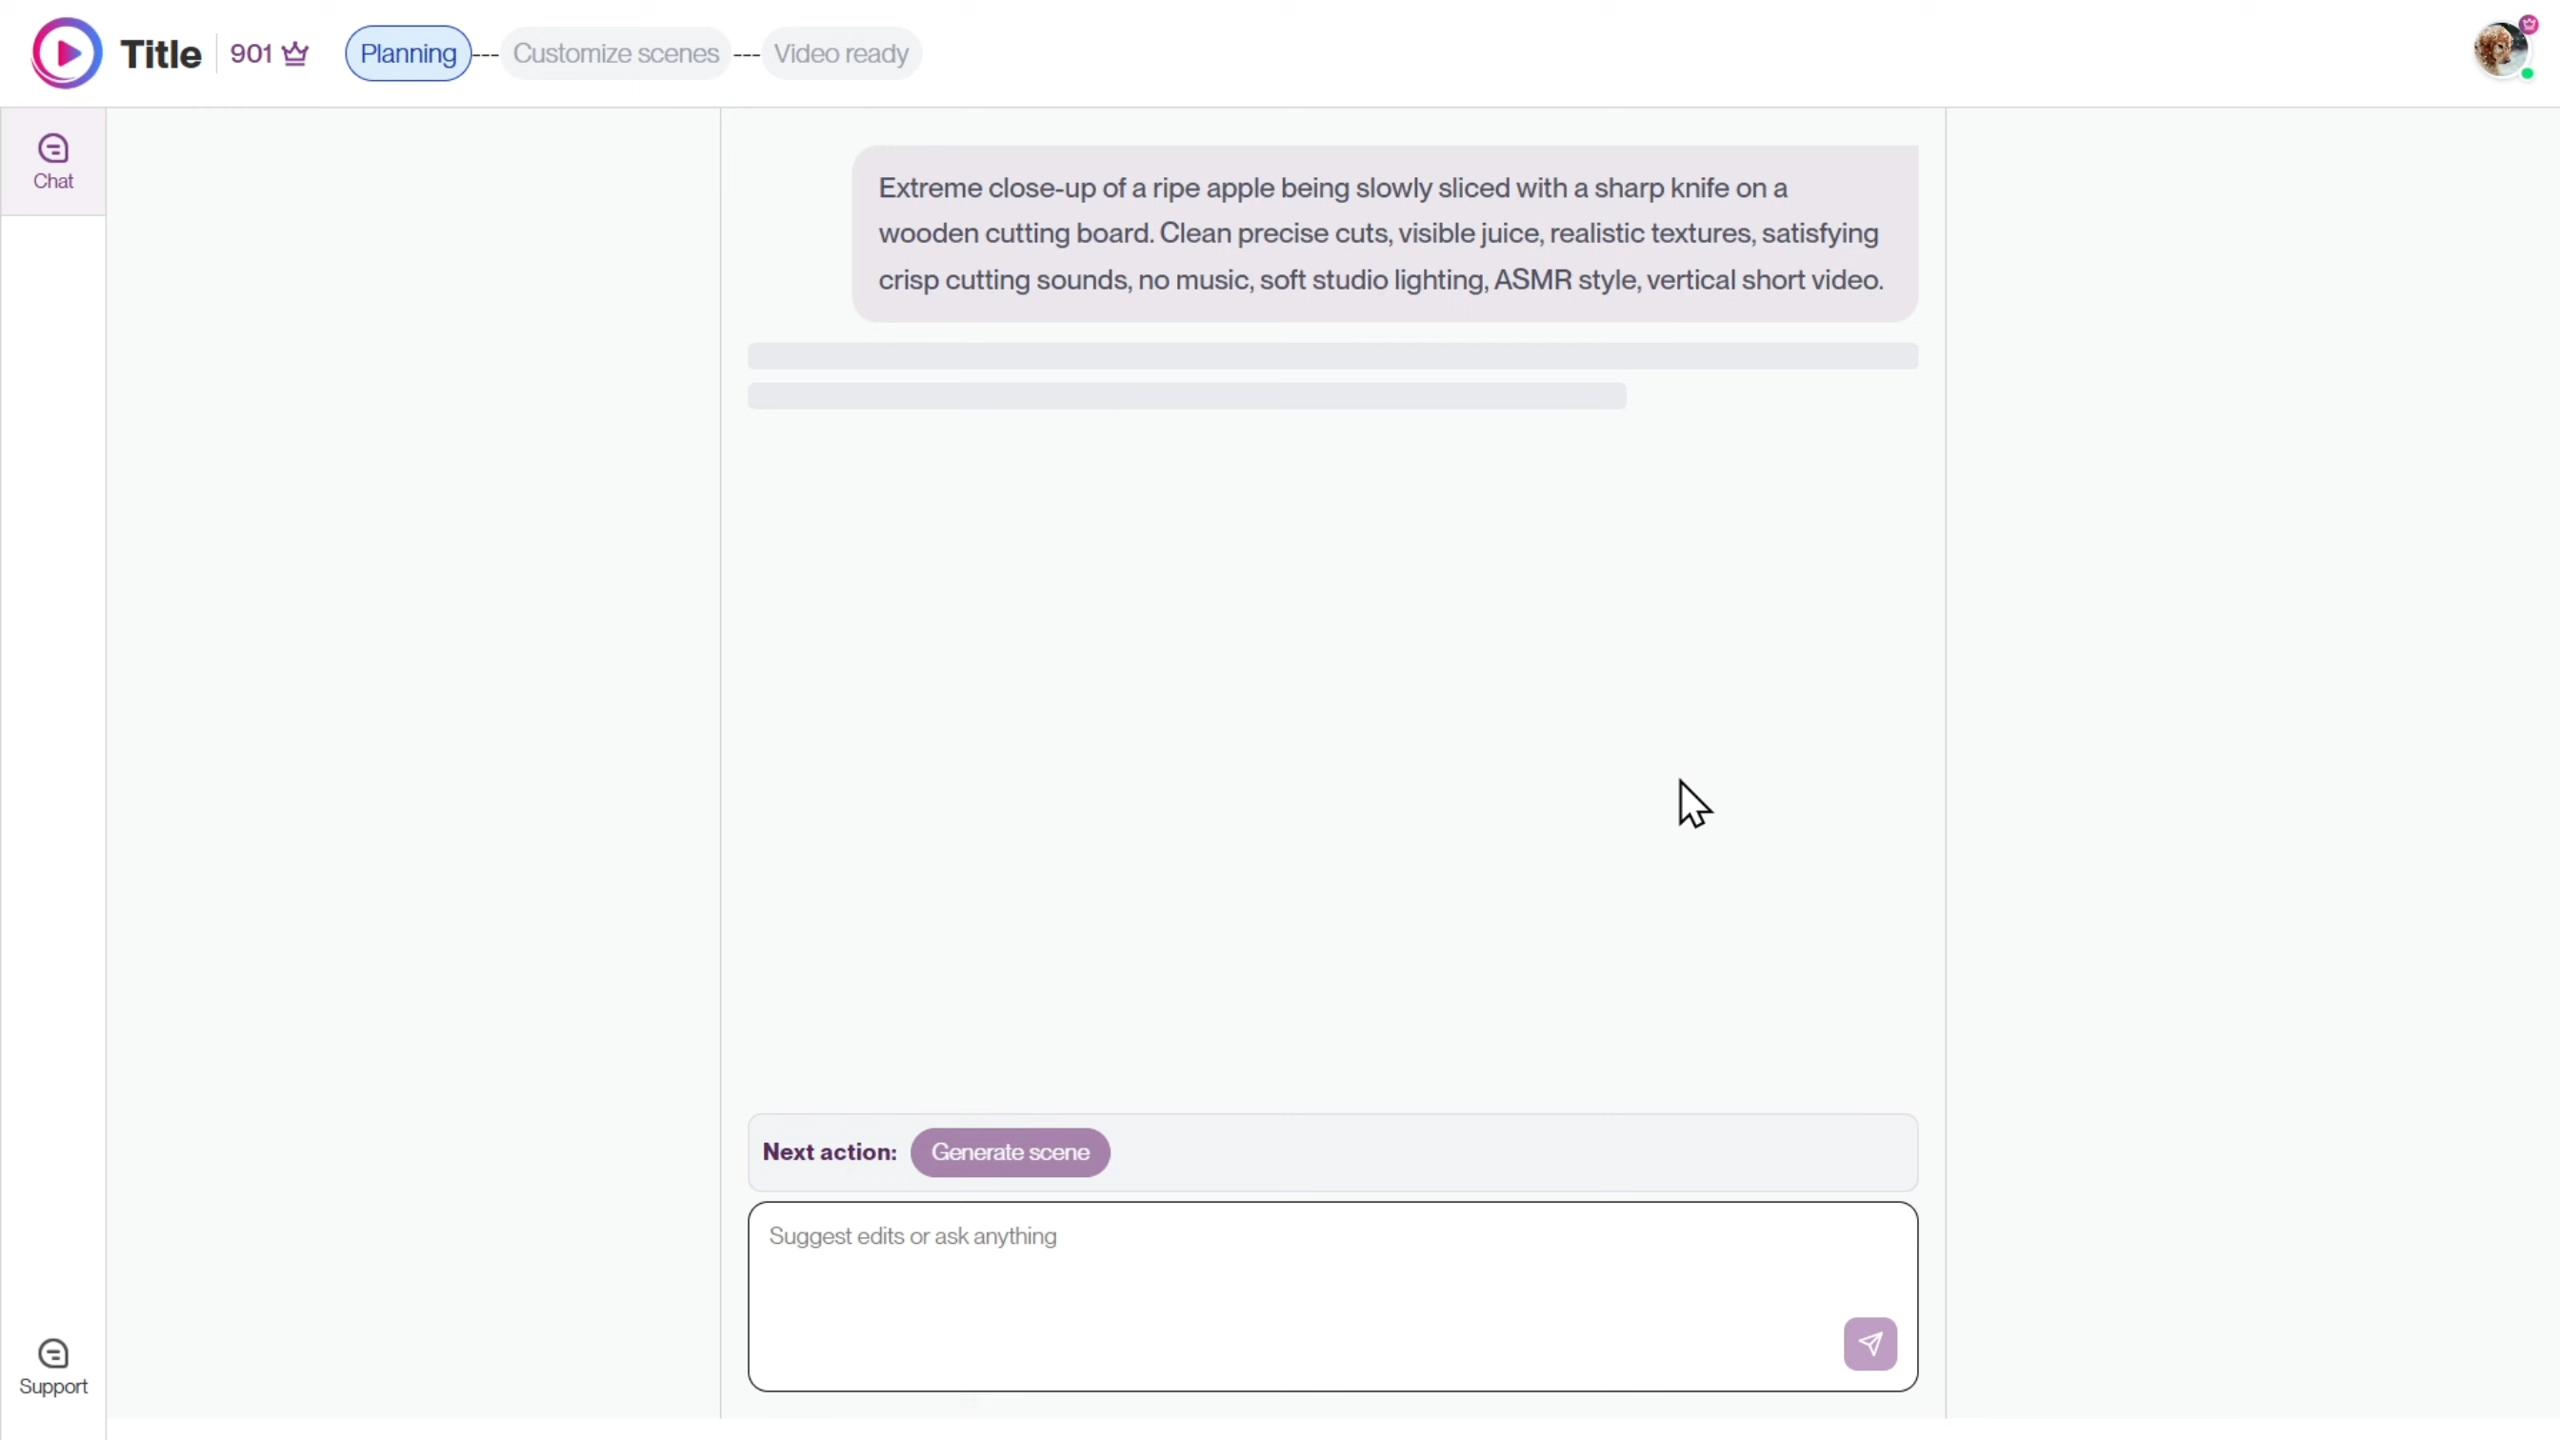 Title
901
Planning --- Customize scenes --- Video ready
Chat
Extreme close-up of a ripe apple being slowly sliced with a sharp knife on a
wooden cutting board. Clean precise cuts, visible juice, realistic textures, satisfying
crisp cutting sounds, no music, soft studio lighting, ASMR style, vertical short video.
Next action: Generate scene
Suggest edits or ask anything
Support